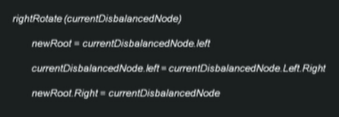 rightRotate (currentDisbalancedNode)
newRoot = currentDisbalancedNode.left
currentDisbalancedNode.left = currentDisbalancedNode.Left.Right
newRoot.Right = currentDisbalancedNode